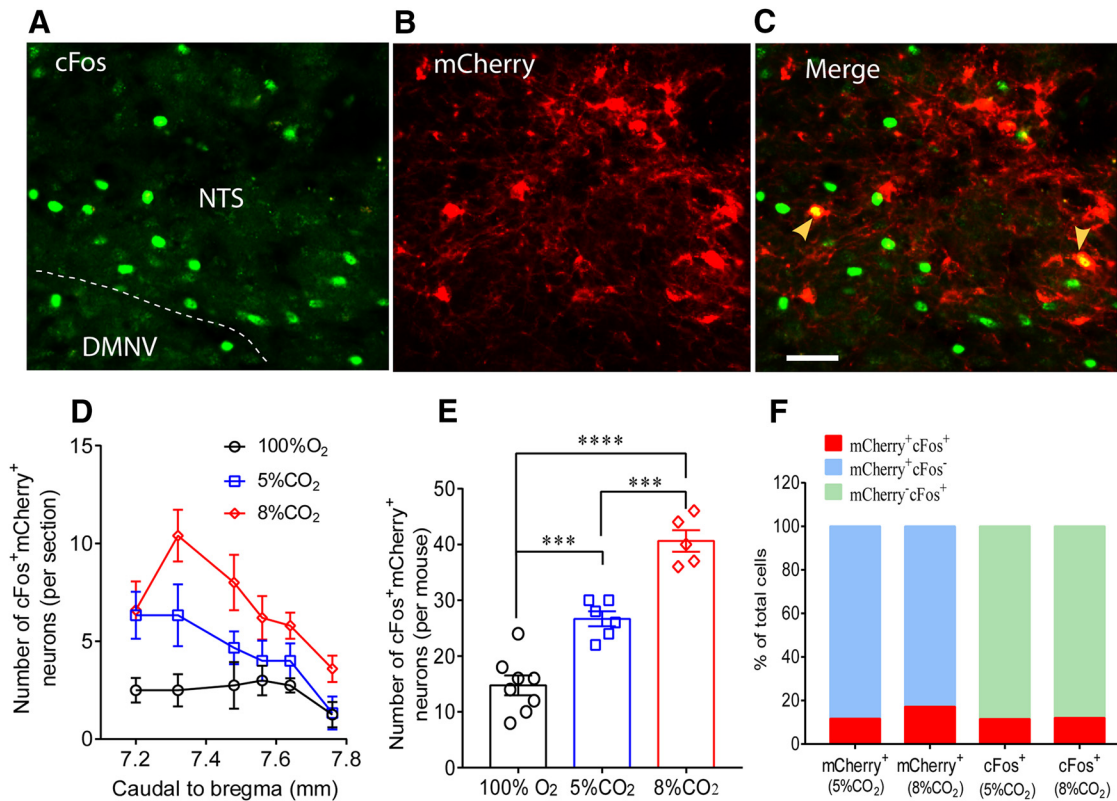 A
B
C
cFos
mCherry
Merge
NTS
DMNV
D
E
F
Number of cFos⁺mCherry⁺
neurons (per section)
15
10
5
0
100%O₂
5%CO₂
8%CO₂
7.2
7.4
7.6
7.8
Caudal to bregma (mm)
Number of cFos⁺mCherry⁺
neurons (per mouse)
50
40
30
20
10
0
****
***
***
100% O₂
5%CO₂
8%CO₂
mCherry⁺cFos⁺
mCherry⁺cFos⁻
mCherry⁻cFos⁺
% of total cells
120
100
80
60
40
20
0
mCherry⁺
(5%CO₂)
mCherry⁺
(8%CO₂)
cFos⁺
(5%CO₂)
cFos⁺
(8%CO₂)